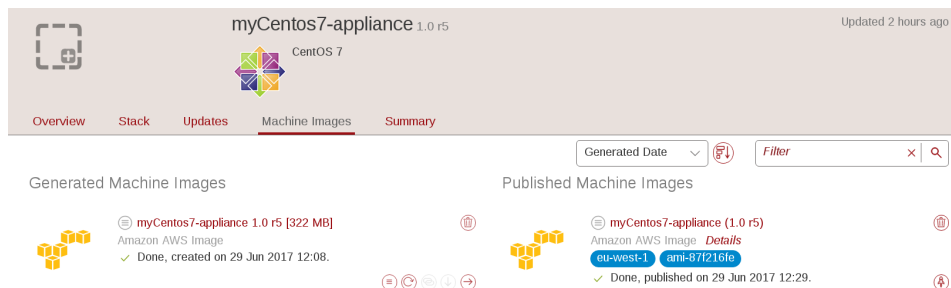 myCentos7-appliance 1.0 r5
Updated 2 hours ago
CentOS 7
Overview Stack Updates Machine Images Summary
Generated Date
Filter
Generated Machine Images
myCentos7-appliance 1.0 r5 [322 MB]
Amazon AWS Image
Done, created on 29 Jun 2017 12:08.
Published Machine Images
myCentos7-appliance (1.0 r5)
Amazon AWS Image Details
eu-west-1 ami-87f216fe
Done, published on 29 Jun 2017 12:29.